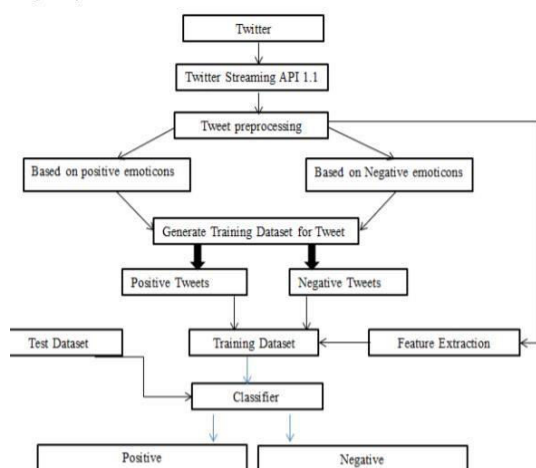 Twitter
Twitter Streaming API 1.1
Tweet preprocessing
Based on positive emoticons
Based on Negative emoticons
Generate Training Dataset for Tweet
Positive Tweets
Negative Tweets
Test Dataset
Training Dataset
Feature Extraction
Classifier
Positive
Negative